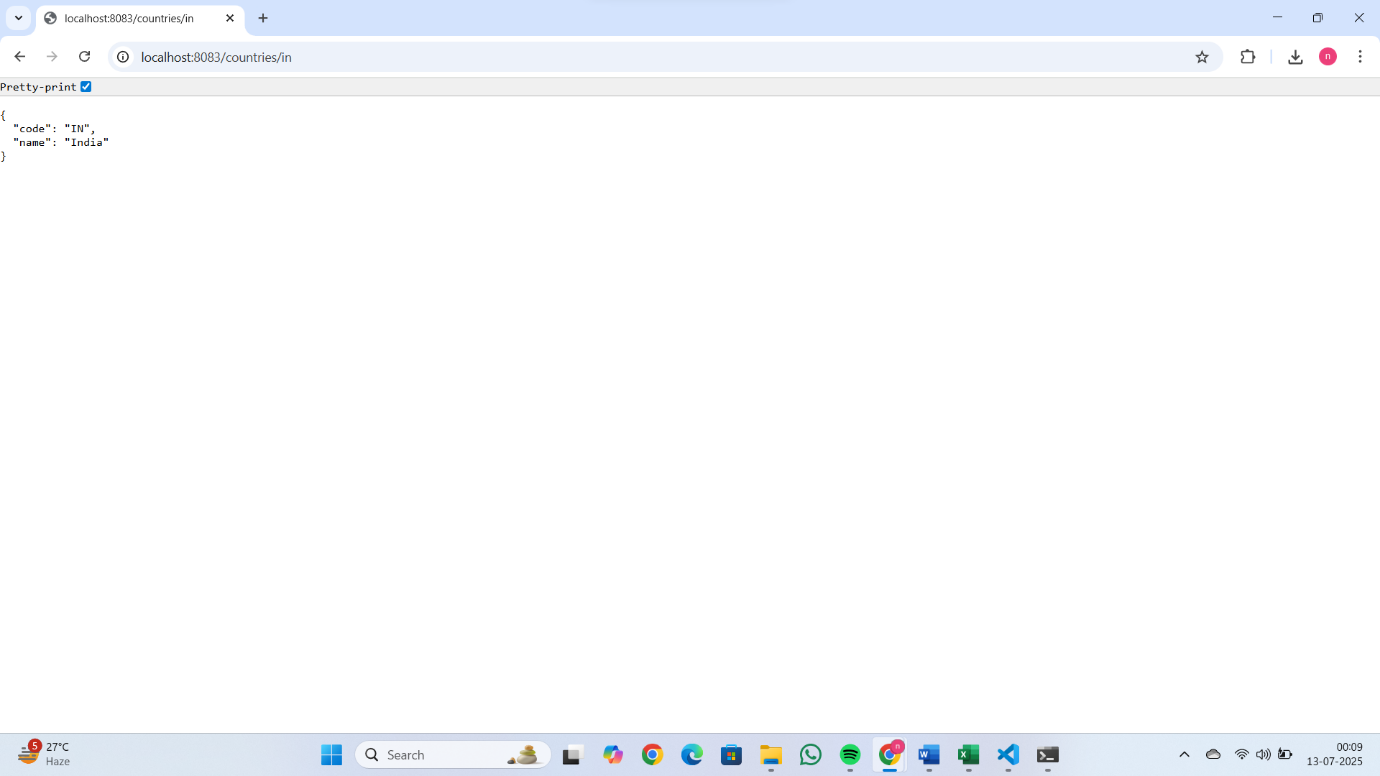 localhost:8083/countries/in
localhost:8083/countries/in
n
Pretty-print
{
  "code": "IN",
  "name": "India"
}
5
27°C
Haze
Search
n
W
X
00:09
13-07-2025